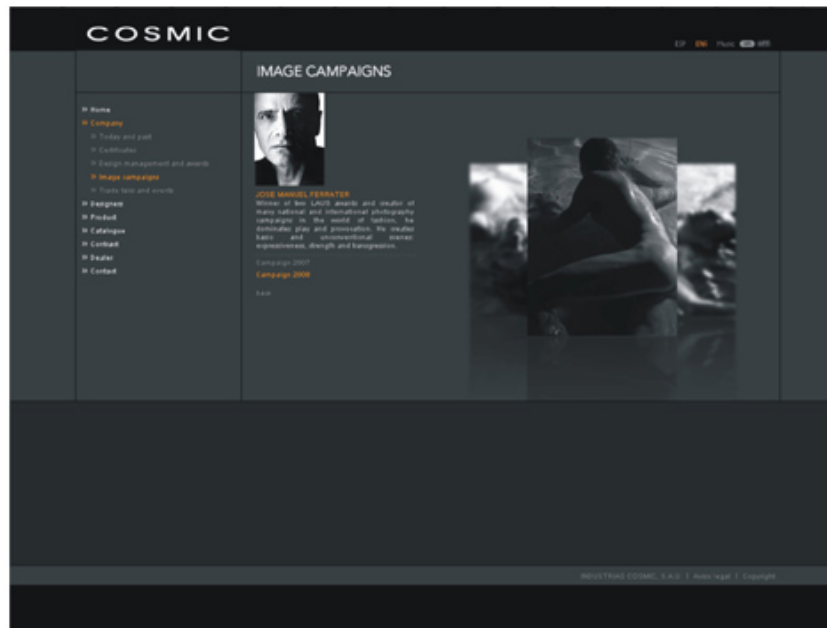 COSMIC
ESP ENG Music
IMAGE CAMPAIGNS
Home
Company
Today and past
Certificates
Design management and awards
Image campaigns
Trade fairs and events
Designers
Product
Catalogue
Contract
Dealer
Contact
JOSE MANUEL FERRATER
Winner of two LAUS awards and creator of
many national and international photography
campaigns in the world of fashion, he
dominates play and provocation. He creates
basic and unconventional scenes:
expressiveness, strength and transgression.
Campaign 2007
Campaign 2008
back
INDUSTRIAS COSMIC, S.A.U. | Aviso legal | Copyright